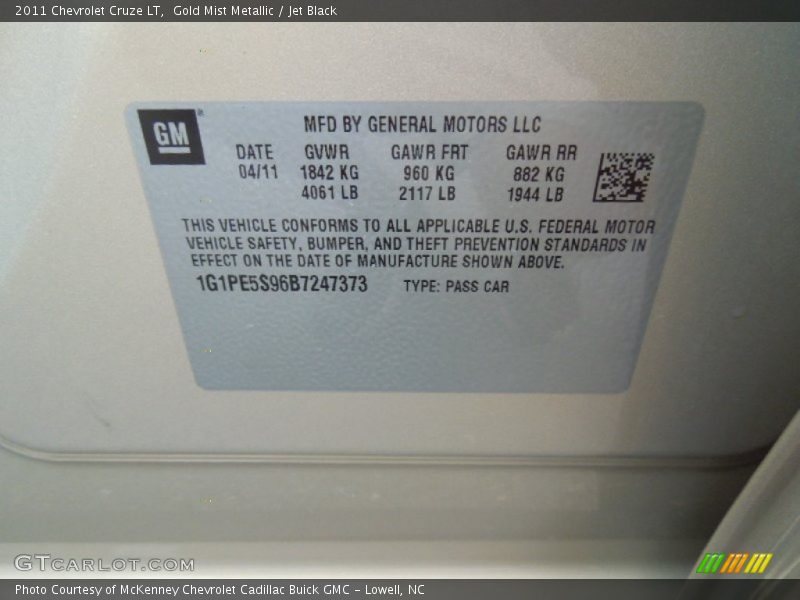 2011 Chevrolet Cruze LT, Gold Mist Metallic / Jet Black
GM
MFD BY GENERAL MOTORS LLC
DATE GVWR GAWR FRT GAWR RR
04/11 1842 KG 960 KG 882 KG
4061 LB 2117 LB 1944 LB
THIS VEHICLE CONFORMS TO ALL APPLICABLE U.S. FEDERAL MOTOR
VEHICLE SAFETY, BUMPER, AND THEFT PREVENTION STANDARDS IN
EFFECT ON THE DATE OF MANUFACTURE SHOWN ABOVE.
1G1PE5S96B7247373 TYPE: PASS CAR
GTCARLOT.COM
Photo Courtesy of McKenney Chevrolet Cadillac Buick GMC – Lowell, NC